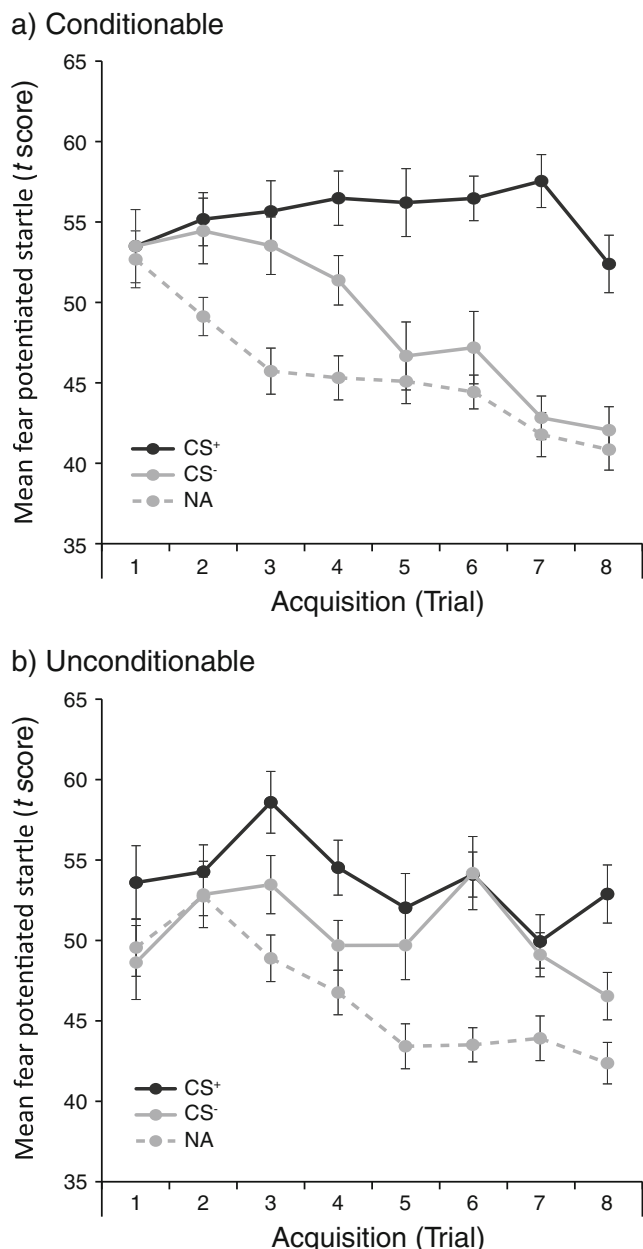 a) Conditionable
Mean fear potentiated startle (t score)
65
60
55
50
45
40
35
CS+
CS-
NA
1 2 3 4 5 6 7 8
Acquisition (Trial)
b) Unconditionable
Mean fear potentiated startle (t score)
65
60
55
50
45
40
35
CS+
CS-
NA
1 2 3 4 5 6 7 8
Acquisition (Trial)